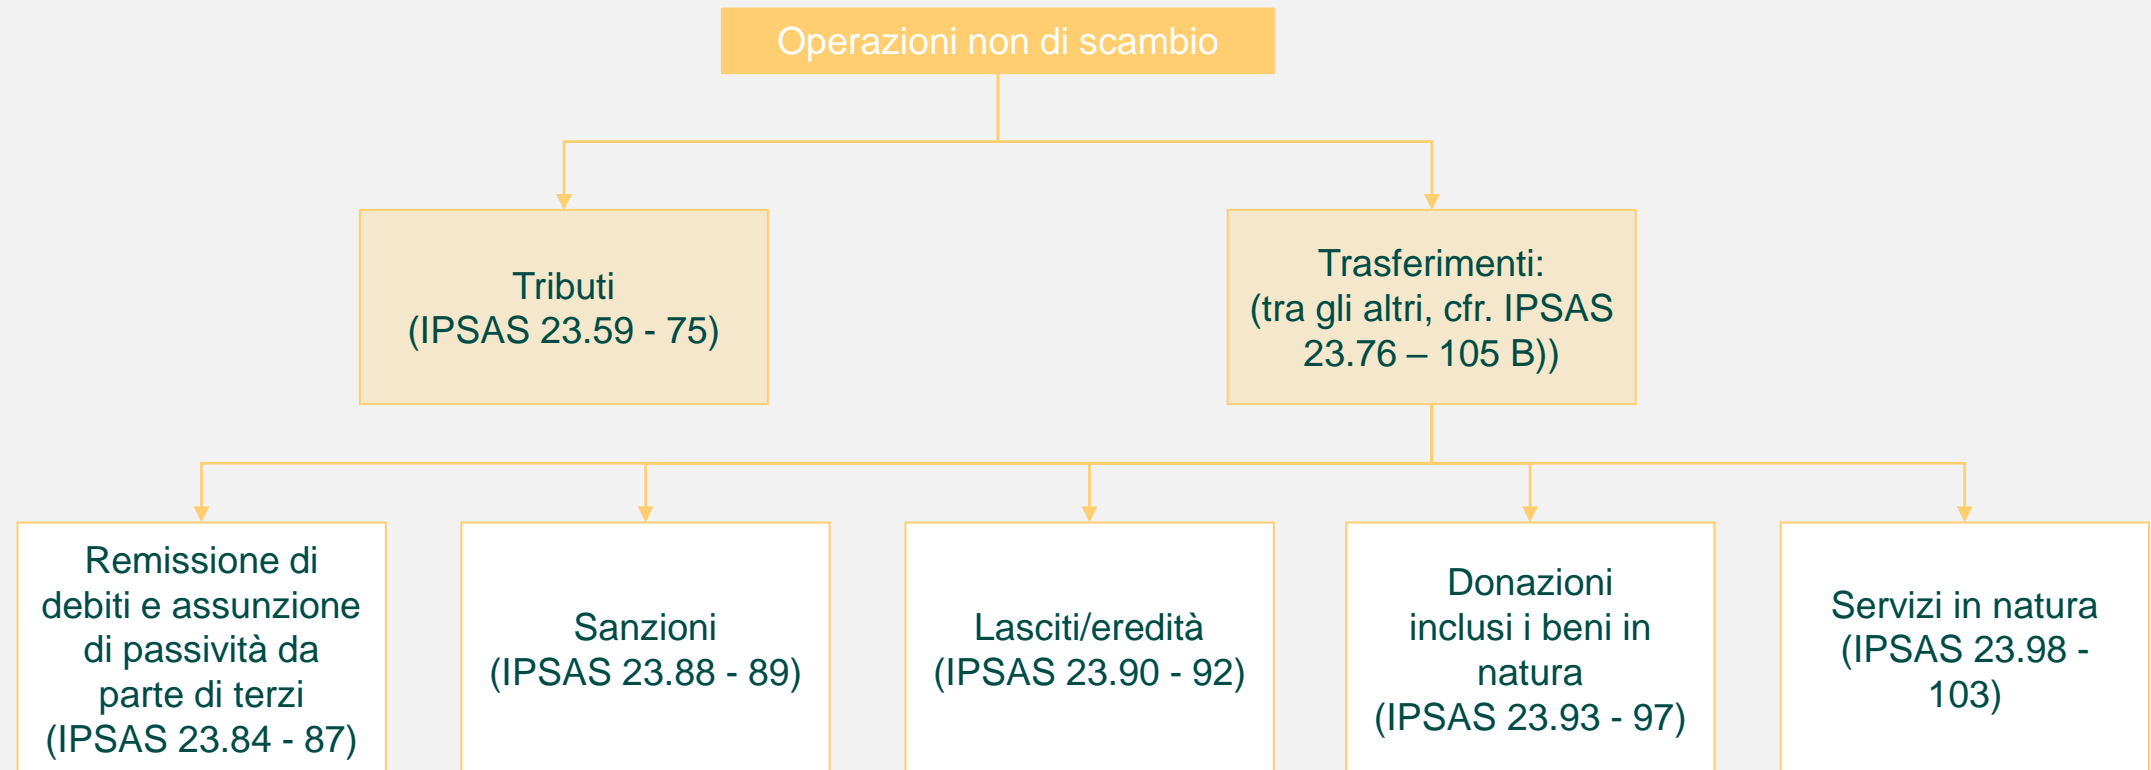 Operazioni non di scambio
Tributi
(IPSAS 23.59 - 75)
Trasferimenti:
(tra gli altri, cfr. IPSAS
23.76 – 105 B))
Remissione di
debiti e assunzione
di passività da
parte di terzi
(IPSAS 23.84 - 87)
Sanzioni
(IPSAS 23.88 - 89)
Lasciti/eredità
(IPSAS 23.90 - 92)
Donazioni
inclusi i beni in
natura
(IPSAS 23.93 - 97)
Servizi in natura
(IPSAS 23.98 -
103)